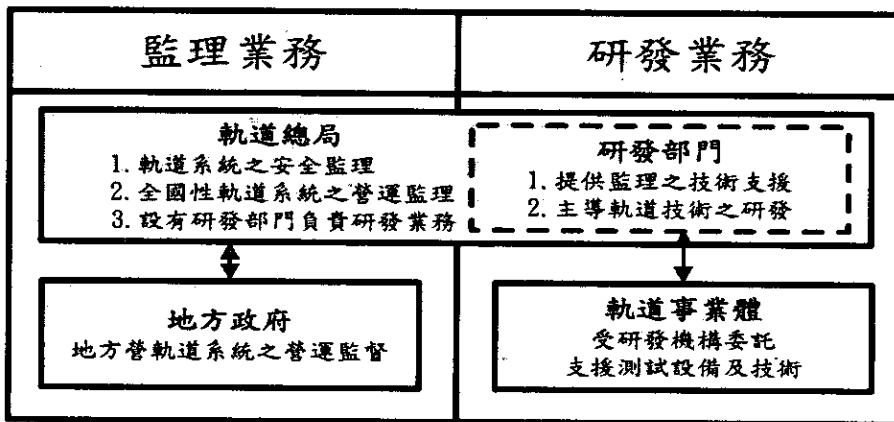 監理業務
研發業務
軌道總局
1. 軌道系統之安全監理
2. 全國性軌道系統之營運監理
3. 設有研發部門負責研發業務
研發部門
1. 提供監理之技術支援
2. 主導軌道技術之研發
地方政府
地方營軌道系統之營運監督
軌道事業體
受研發機構委託
支援測試設備及技術